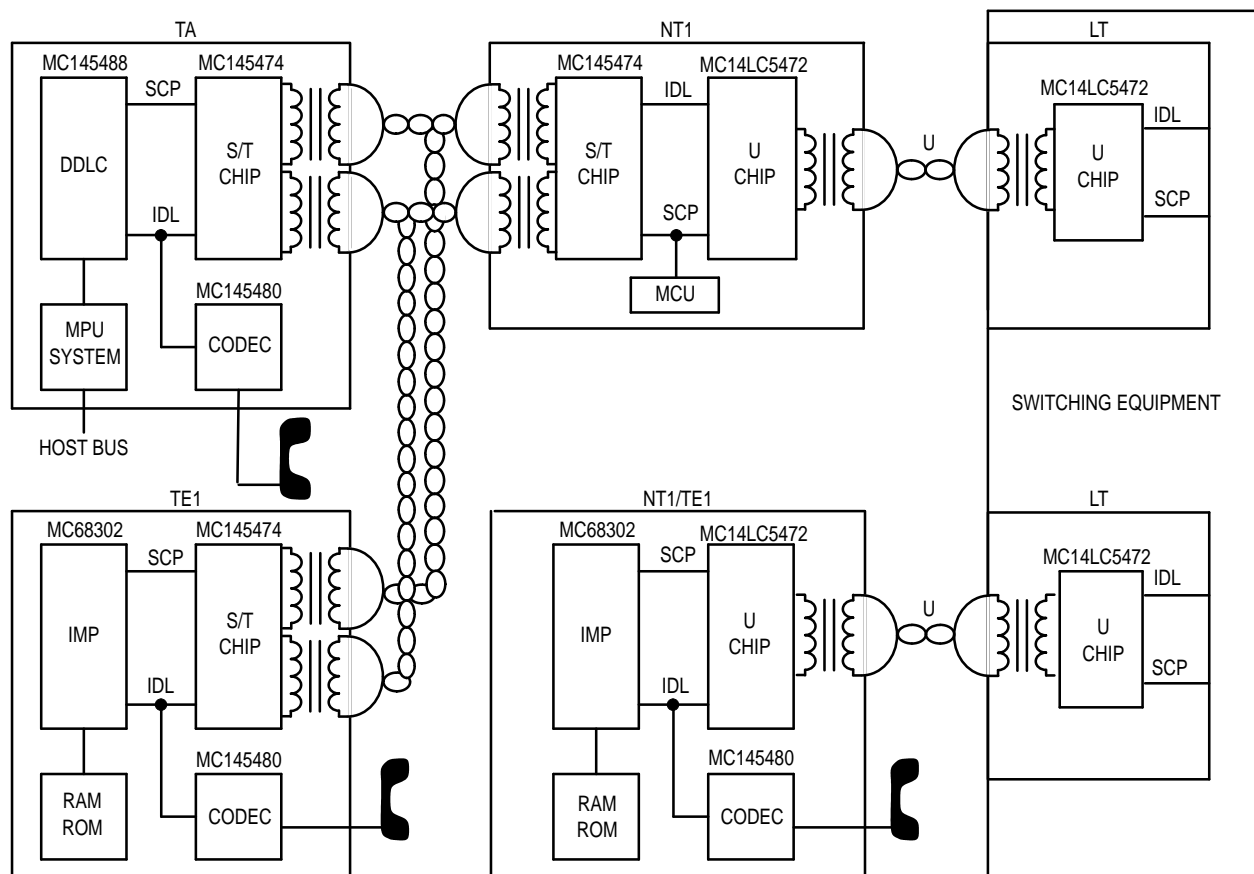 TA
MC145488
MC145474
SCP
DDLC
S/T
CHIP
IDL
MC145480
MPU
SYSTEM
CODEC
HOST BUS
NT1
MC145474
MC14LC5472
IDL
S/T
CHIP
U
CHIP
SCP
MCU
U
LT
MC14LC5472
IDL
U
CHIP
SCP
SWITCHING EQUIPMENT
TE1
MC68302
MC145474
SCP
IMP
S/T
CHIP
IDL
MC145480
RAM
ROM
CODEC
NT1/TE1
MC68302
MC14LC5472
SCP
IMP
U
CHIP
IDL
MC145480
RAM
ROM
CODEC
U
LT
MC14LC5472
IDL
U
CHIP
SCP